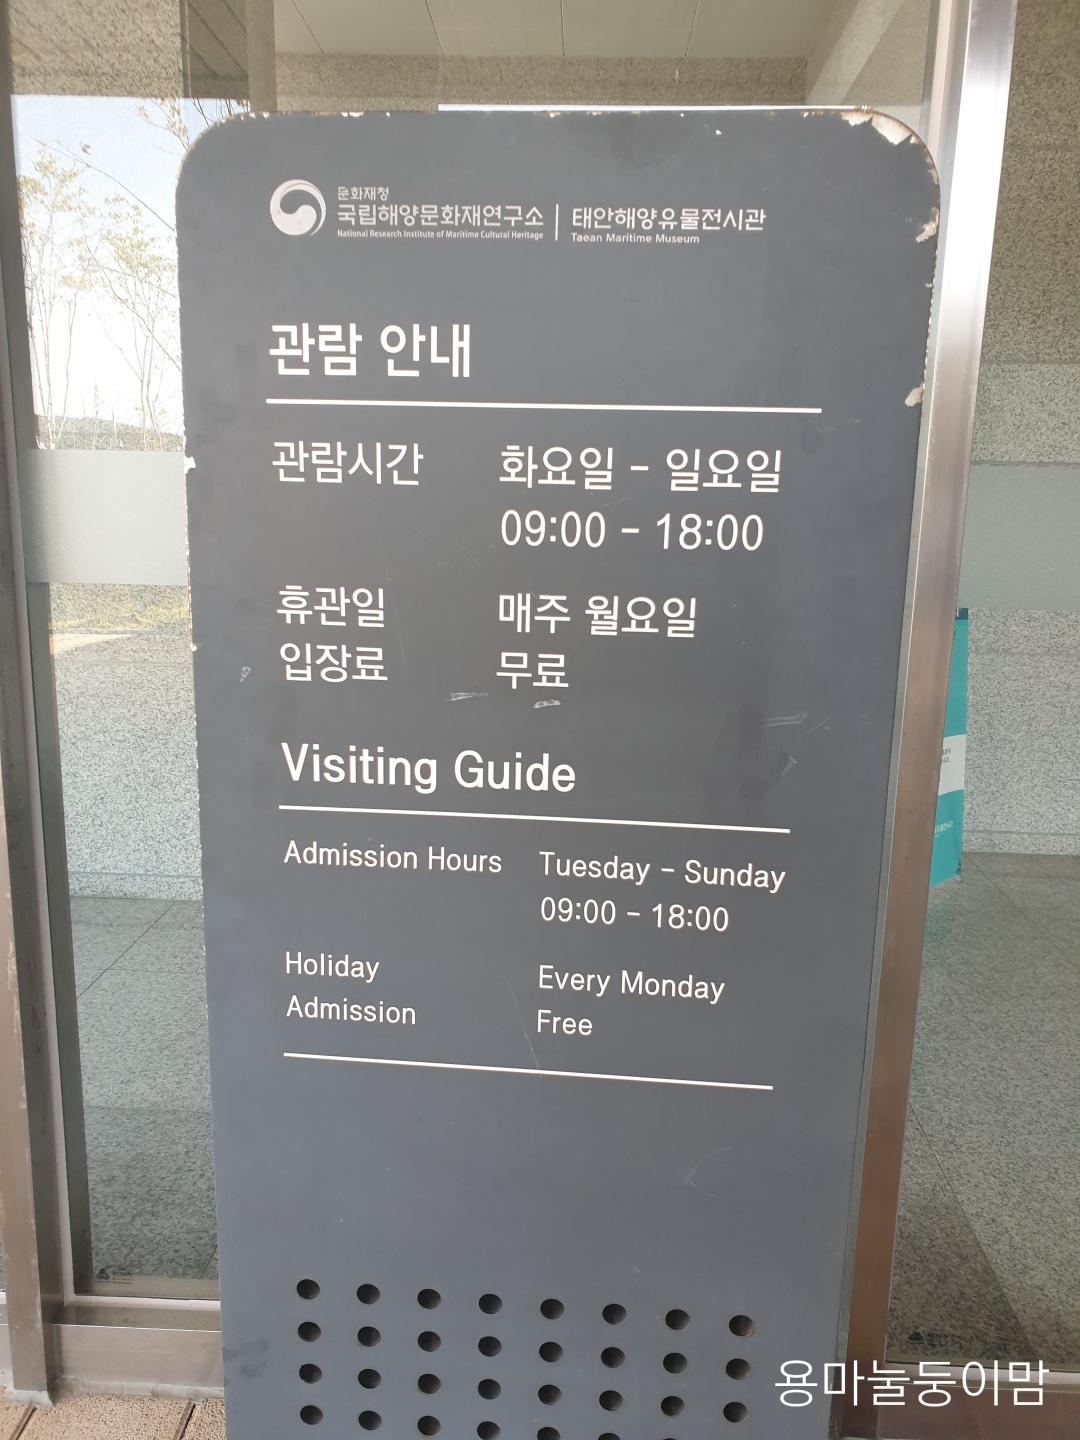 문화재청
국립해양문화재연구소 | 태안해양유물전시관
National Research Institute of Maritime Cultural Heritage Taean Maritime Museum
관람 안내
관람시간 화요일 - 일요일
09:00 - 18:00
휴관일 매주 월요일
입장료 무료
Visiting Guide
Admission Hours Tuesday - Sunday
09:00 - 18:00
Holiday Every Monday
Admission Free
용마눌둥이맘